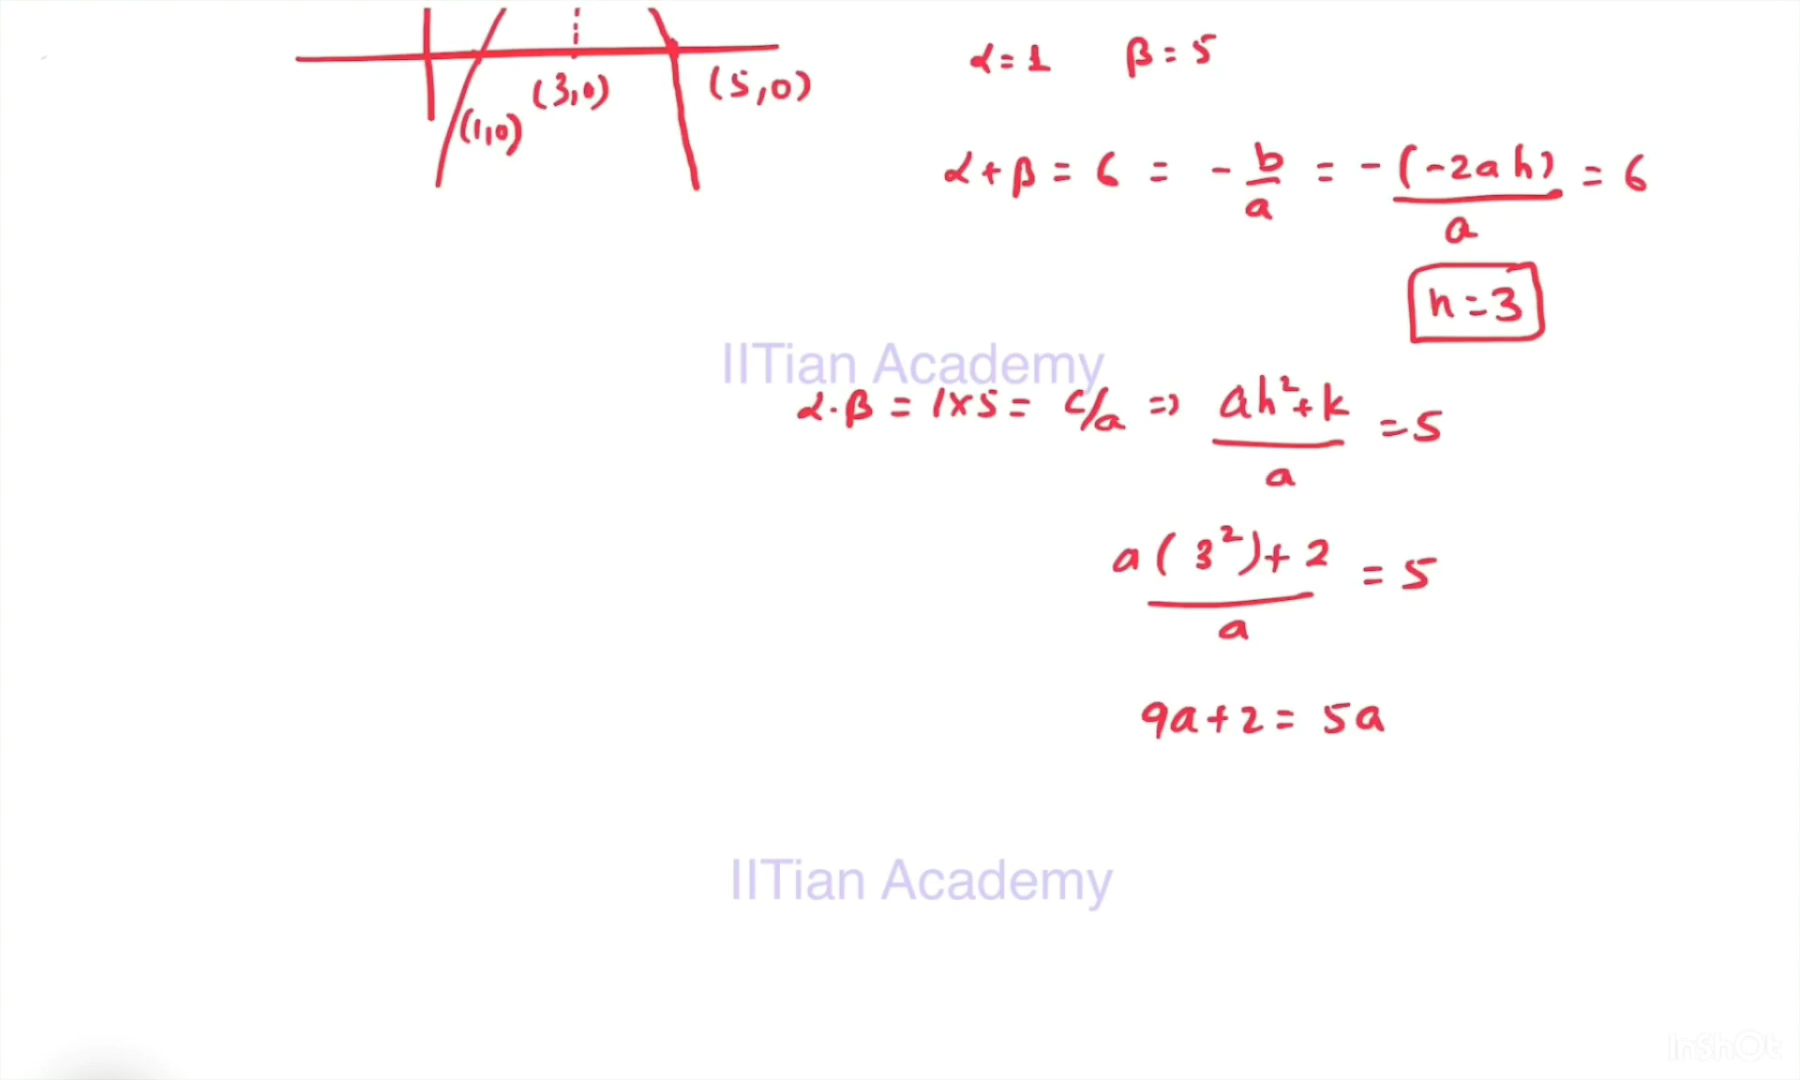 α = 1 β = 5
(3,0) (5,0)
(1,0)
α + β = 6 = - b/a = - (-2ah)/a = 6
h = 3
IITian Academy
α · β = 1 × 5 = c/a => (ah² + k)/a = 5
(a(3²) + 2)/a = 5
9a + 2 = 5a
IITian Academy
InShOt